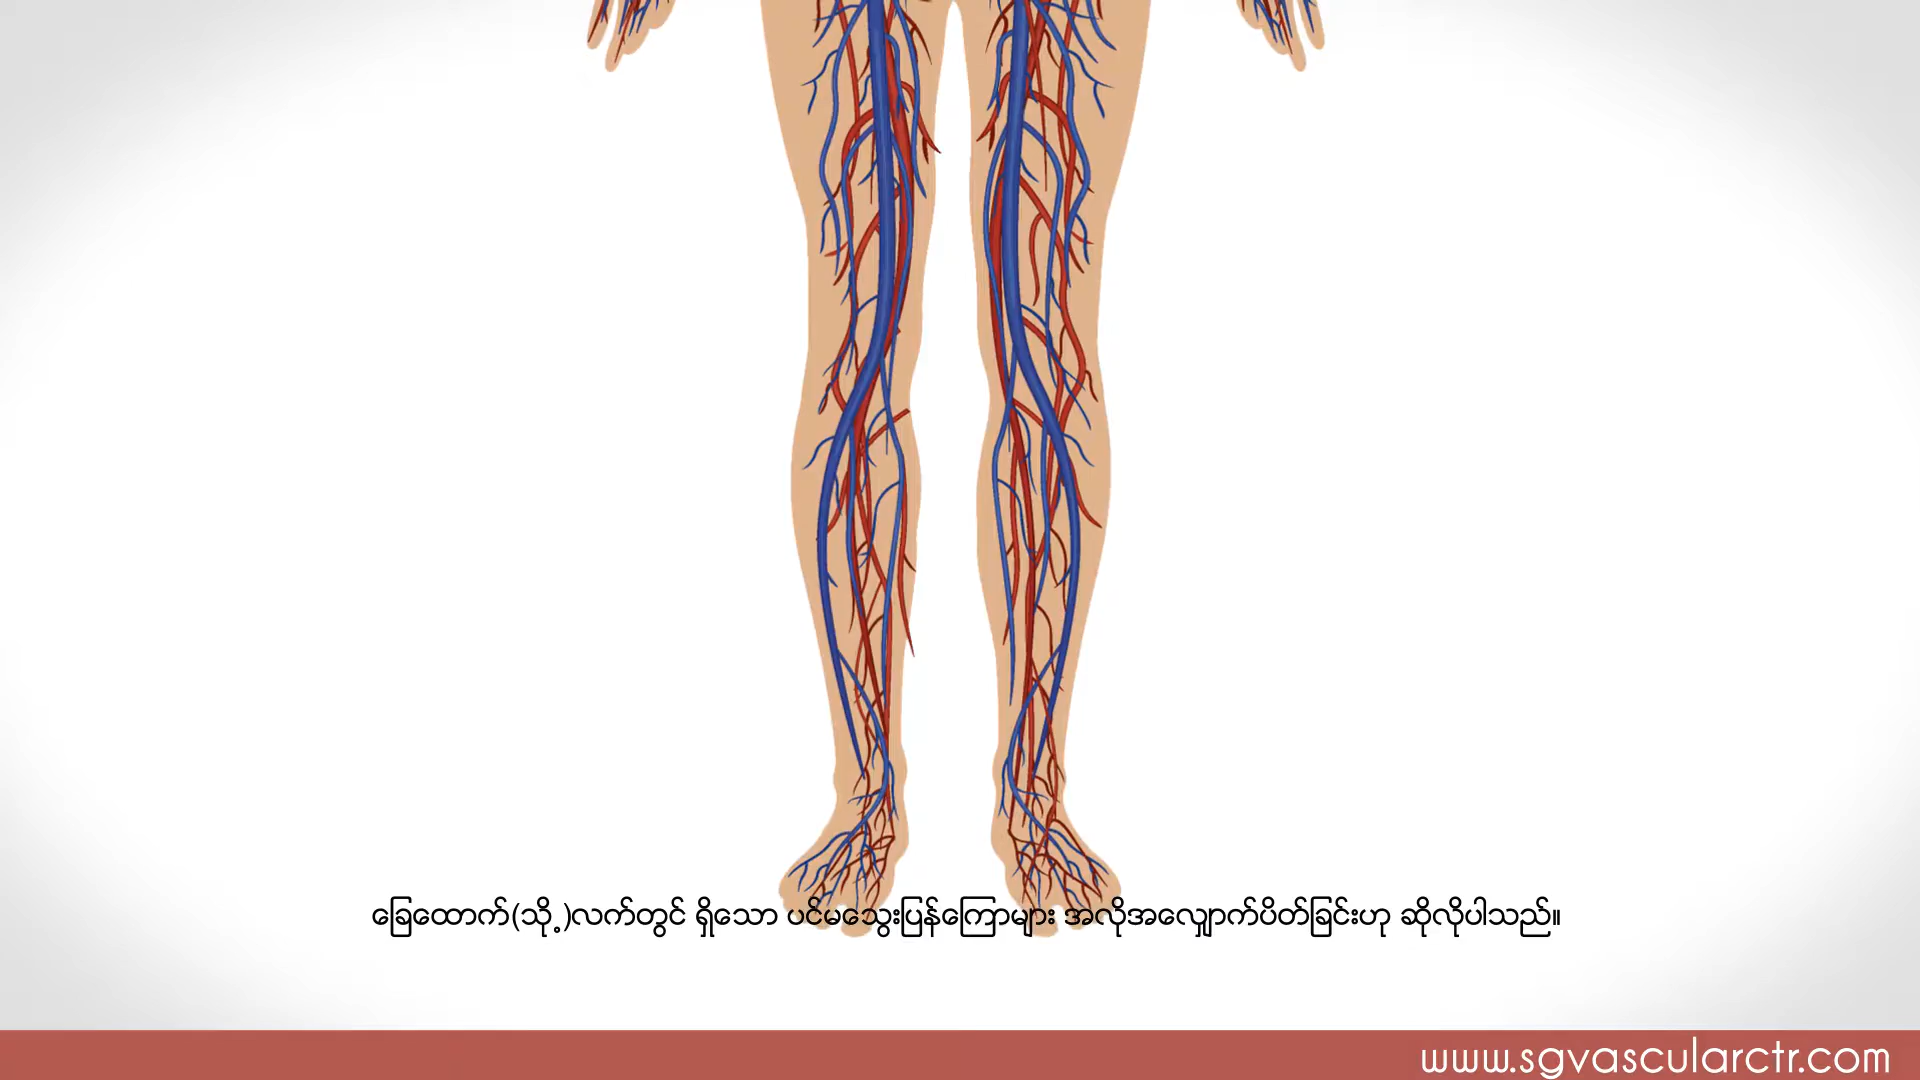 ခြေထောက်(သို့)လက်တွင် ရှိသော ပင်မသွေးပြန်ကြောများ အလိုအလျှောက်ပိတ်ခြင်းဟု ဆိုလိုပါသည်။
www.sgvascularctr.com